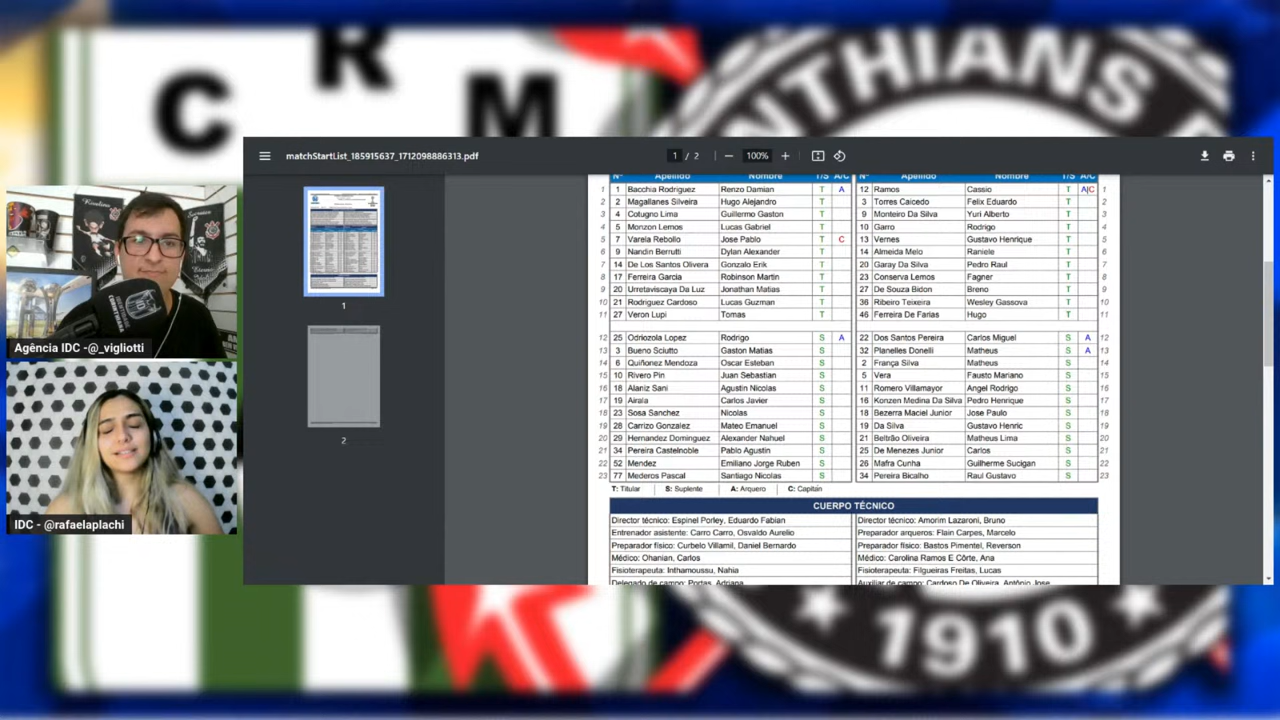 C R M
INTHIANS P
matchStartList_185915637_1712098886313.pdf
1 / 2
100%
Nº Apellido Nombre T/S A/C Apellido Nombre T/S A/C
1 1 Bacchia Rodriguez Renzo Damian T A 12 Ramos Cassio T A|C 1
2 2 Magallanes Silveira Hugo Alejandro T 3 Torres Caicedo Felix Eduardo T 2
3 4 Cotugno Lima Guillermo Gaston T 9 Monteiro Da Silva Yuri Alberto T 3
4 5 Monzon Lemos Lucas Gabriel T 10 Garro Rodrigo T 4
5 7 Varela Rebollo Jose Pablo T C 13 Vernes Gustavo Henrique T 5
6 9 Nandin Berrutti Dylan Alexander T 14 Almeida Melo Raniele T 6
7 14 De Los Santos Olivera Gonzalo Erik T 20 Garay Da Silva Pedro Raul T 7
8 17 Ferreira Garcia Robinson Martin T 23 Conserva Lemos Fagner T 8
9 20 Urretaviscaya Da Luz Jonathan Matias T 27 De Souza Bidon Breno T 9
10 21 Rodriguez Cardoso Lucas Guzman T 36 Ribeiro Teixeira Wesley Gassova T 10
11 27 Veron Lupi Tomas T 46 Ferreira De Farias Hugo T 11
12 25 Odriozola Lopez Rodrigo S A 22 Dos Santos Pereira Carlos Miguel S A 12
13 3 Bueno Sciutto Gaston Matias S 32 Planelles Donelli Matheus S A 13
14 6 Quiñonez Mendoza Oscar Esteban S 2 França Silva Matheus S 14
15 10 Rivero Pin Juan Sebastian S 5 Vera Fausto Mariano S 15
16 18 Alaniz Sani Agustin Nicolas S 11 Romero Villamayor Angel Rodrigo S 16
17 19 Airala Carlos Javier S 16 Konzen Medina Da Silva Pedro Henrique S 17
18 23 Sosa Sanchez Nicolas S 18 Bezerra Maciel Junior Jose Paulo S 18
19 28 Carrizo Gonzalez Mateo Emanuel S 19 Da Silva Gustavo Henric S 19
20 29 Hernandez Dominguez Alexander Nahuel S 21 Beltrão Oliveira Matheus Lima S 20
21 34 Pereira Castelnoble Pablo Agustin S 25 De Menezes Junior Carlos S 21
22 52 Mendez Emiliano Jorge Ruben S 26 Mafra Cunha Guilherme Sucigan S 22
23 77 Mederos Pascal Santiago Nicolas S 34 Pereira Bicalho Raul Gustavo S 23
T: Titular S: Suplente A: Arquero C: Capitán
CUERPO TÉCNICO
Director técnico: Espinel Porley, Eduardo Fabian Director técnico: Amorim Lazaroni, Bruno
Entrenador asistente: Carro Carro, Osvaldo Aurelio Preparador arqueros: Flain Carpes, Marcelo
Preparador físico: Curbelo Villamil, Daniel Bernardo Preparador físico: Bastos Pimentel, Reverson
Médico: Ohanian, Carlos Médico: Carolina Ramos E Côrte, Ana
Fisioterapeuta: Inthamoussu, Nahia Fisioterapeuta: Filgueiras Freitas, Lucas
Delegado de campo: Portas, Adriana Auxiliar de campo: Cardoso De Oliveira, Antônio Jose
1
2
Agência IDC -@_vigliotti
IDC - @rafaelaplachi
1910